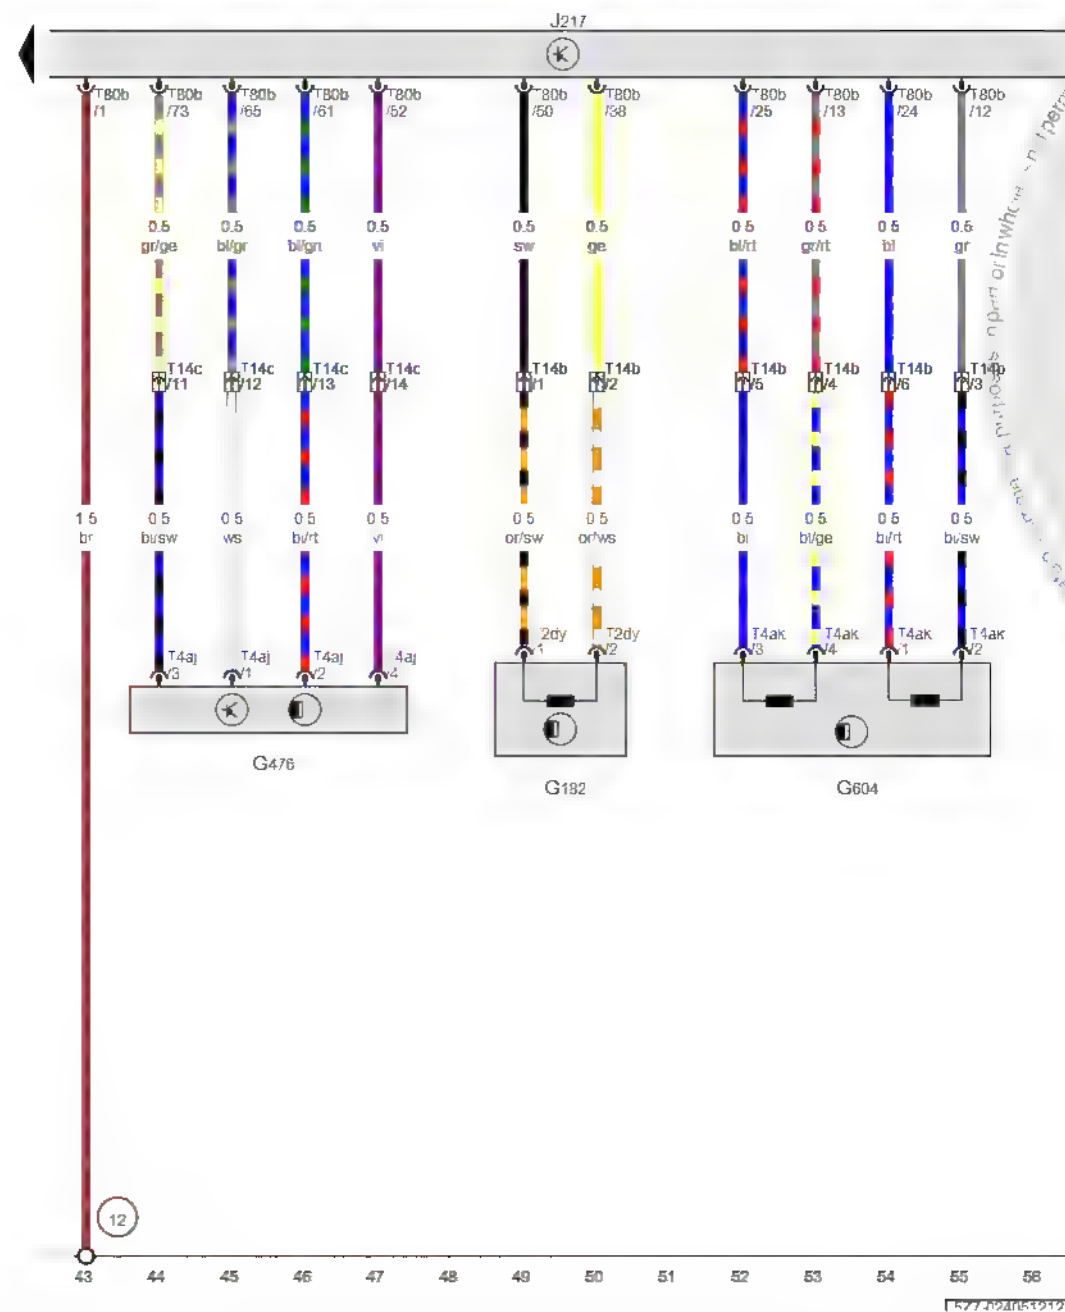 J217
T80b T80b T80b T80b T80b T80b T80b T80b T80b T80b T80b
/1 /73 /65 /61 /52 /50 /38 /25 /13 /24 /12
0.5 0.5 0.5 0.5 0.5 0.5 0.5 0.5 0.5 0.5
gr/ge bl/gr bl/gn vi sw ge bl/rt gr/rt bl gr
T14c T14c T14c T14c T14b T14b T14b T14b T14b T14b
/11 /12 /13 /14 /1 /2 /5 /4 /6 /3
1.5 0.5 0.5 0.5 0.5 0.5 0.5 0.5 0.5 0.5 0.5
br bl/sw ws bl/rt vi or/sw or/ws bl bl/ge bl/rt bl/sw
T4aj T4aj T4aj T4aj T2dy T2dy T4ak T4ak T4ak T4ak
/3 /1 /2 /4 /1 /2 /3 /4 /1 /2
G476
G182
G604
12
43 44 45 46 47 48 49 50 51 52 53 54 55 56